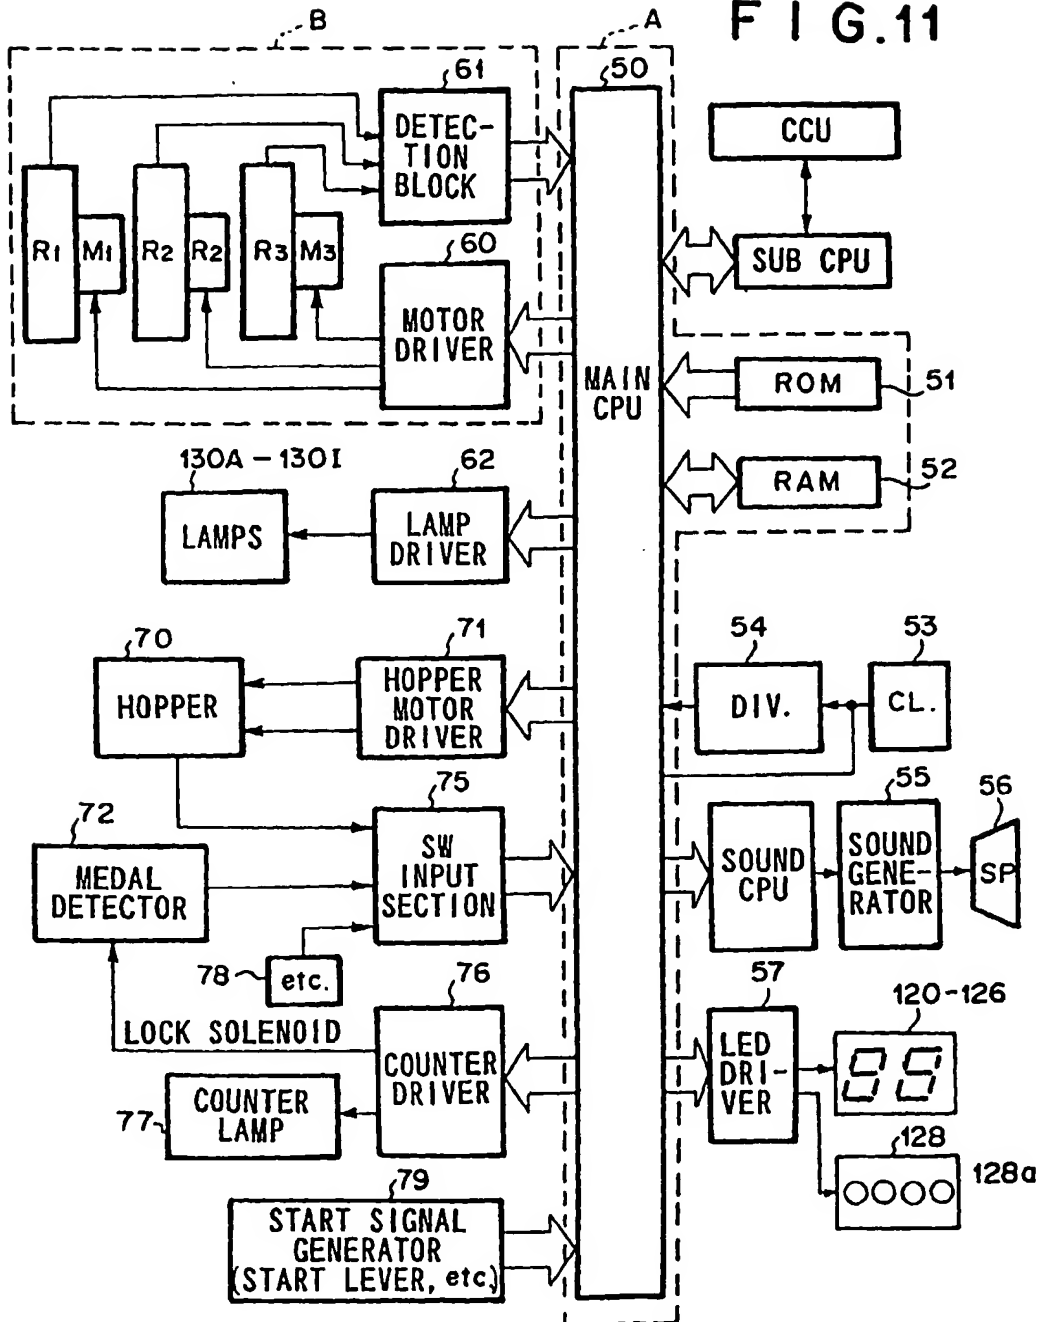 FIG.11
B
A
61
50
DETEC-
TION
BLOCK
CCU
R1
M1
R2
R2
R3
M3
60
SUB CPU
MOTOR
DRIVER
MAIN
CPU
ROM
51
130A-130I
62
RAM
52
LAMPS
LAMP
DRIVER
70
71
54
53
HOPPER
HOPPER
MOTOR
DRIVER
DIV.
CL.
72
75
55
56
MEDAL
DETECTOR
SW
INPUT
SECTION
SOUND
CPU
SOUND
GENE-
RATOR
SP
78
etc.
76
57
120-126
LOCK SOLENOID
COUNTER
DRIVER
LED
DRI-
VER
99
77
COUNTER
LAMP
128
128a
79
START SIGNAL
GENERATOR
(START LEVER, etc.)